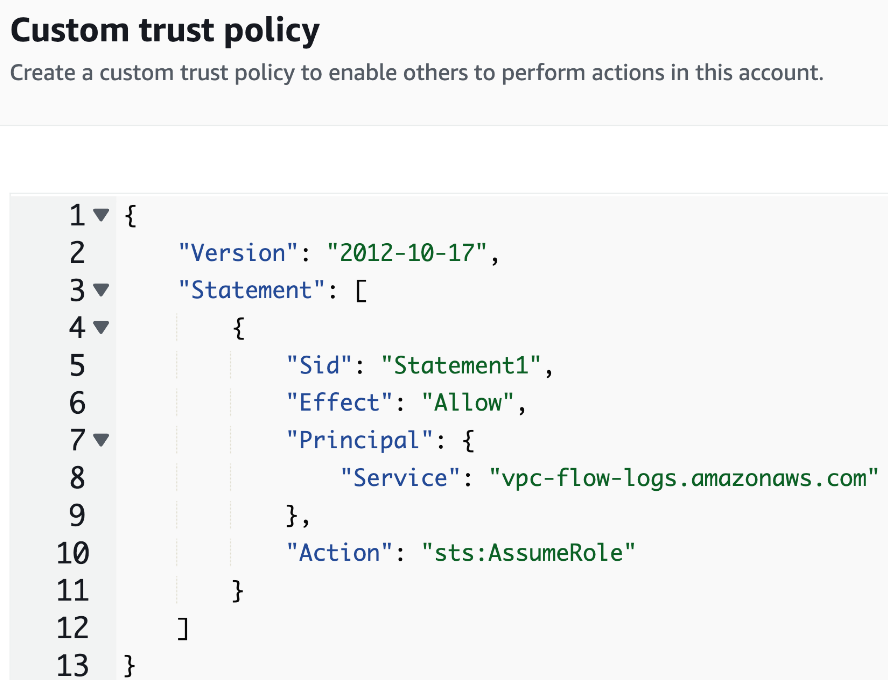 Custom trust policy
Create a custom trust policy to enable others to perform actions in this account.
1 {
2     "Version": "2012-10-17",
3     "Statement": [
4         {
5             "Sid": "Statement1",
6             "Effect": "Allow",
7             "Principal": {
8                 "Service": "vpc-flow-logs.amazonaws.com"
9             },
10             "Action": "sts:AssumeRole"
11         }
12     ]
13 }